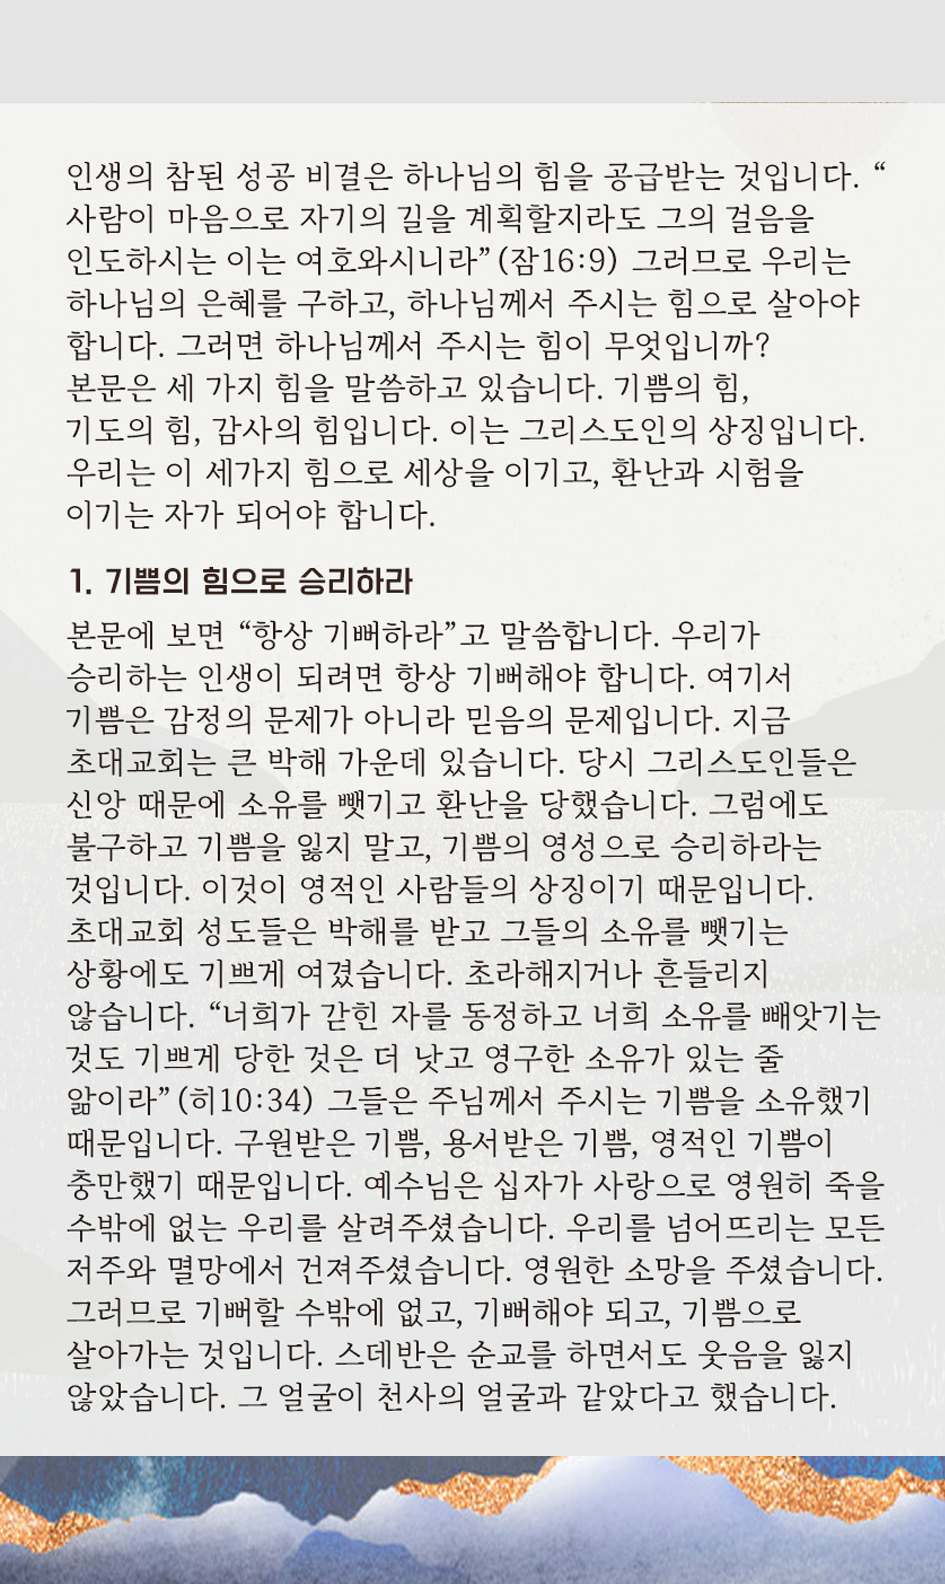 인생의 참된 성공 비결은 하나님의 힘을 공급받는 것입니다. “
사람이 마음으로 자기의 길을 계획할지라도 그의 걸음을
인도하시는 이는 여호와시니라”(잠16:9) 그러므로 우리는
하나님의 은혜를 구하고, 하나님께서 주시는 힘으로 살아야
합니다. 그러면 하나님께서 주시는 힘이 무엇입니까?
본문은 세 가지 힘을 말씀하고 있습니다. 기쁨의 힘,
기도의 힘, 감사의 힘입니다. 이는 그리스도인의 상징입니다.
우리는 이 세가지 힘으로 세상을 이기고, 환난과 시험을
이기는 자가 되어야 합니다.
1. 기쁨의 힘으로 승리하라
본문에 보면 “항상 기뻐하라”고 말씀합니다. 우리가
승리하는 인생이 되려면 항상 기뻐해야 합니다. 여기서
기쁨은 감정의 문제가 아니라 믿음의 문제입니다. 지금
초대교회는 큰 박해 가운데 있습니다. 당시 그리스도인들은
신앙 때문에 소유를 뺏기고 환난을 당했습니다. 그럼에도
불구하고 기쁨을 잃지 말고, 기쁨의 영성으로 승리하라는
것입니다. 이것이 영적인 사람들의 상징이기 때문입니다.
초대교회 성도들은 박해를 받고 그들의 소유를 뺏기는
상황에도 기쁘게 여겼습니다. 초라해지거나 흔들리지
않습니다. “너희가 갇힌 자를 동정하고 너희 소유를 빼앗기는
것도 기쁘게 당한 것은 더 낫고 영구한 소유가 있는 줄
앎이라”(히10:34) 그들은 주님께서 주시는 기쁨을 소유했기
때문입니다. 구원받은 기쁨, 용서받은 기쁨, 영적인 기쁨이
충만했기 때문입니다. 예수님은 십자가 사랑으로 영원히 죽을
수밖에 없는 우리를 살려주셨습니다. 우리를 넘어뜨리는 모든
저주와 멸망에서 건져주셨습니다. 영원한 소망을 주셨습니다.
그러므로 기뻐할 수밖에 없고, 기뻐해야 되고, 기쁨으로
살아가는 것입니다. 스데반은 순교를 하면서도 웃음을 잃지
않았습니다. 그 얼굴이 천사의 얼굴과 같았다고 했습니다.